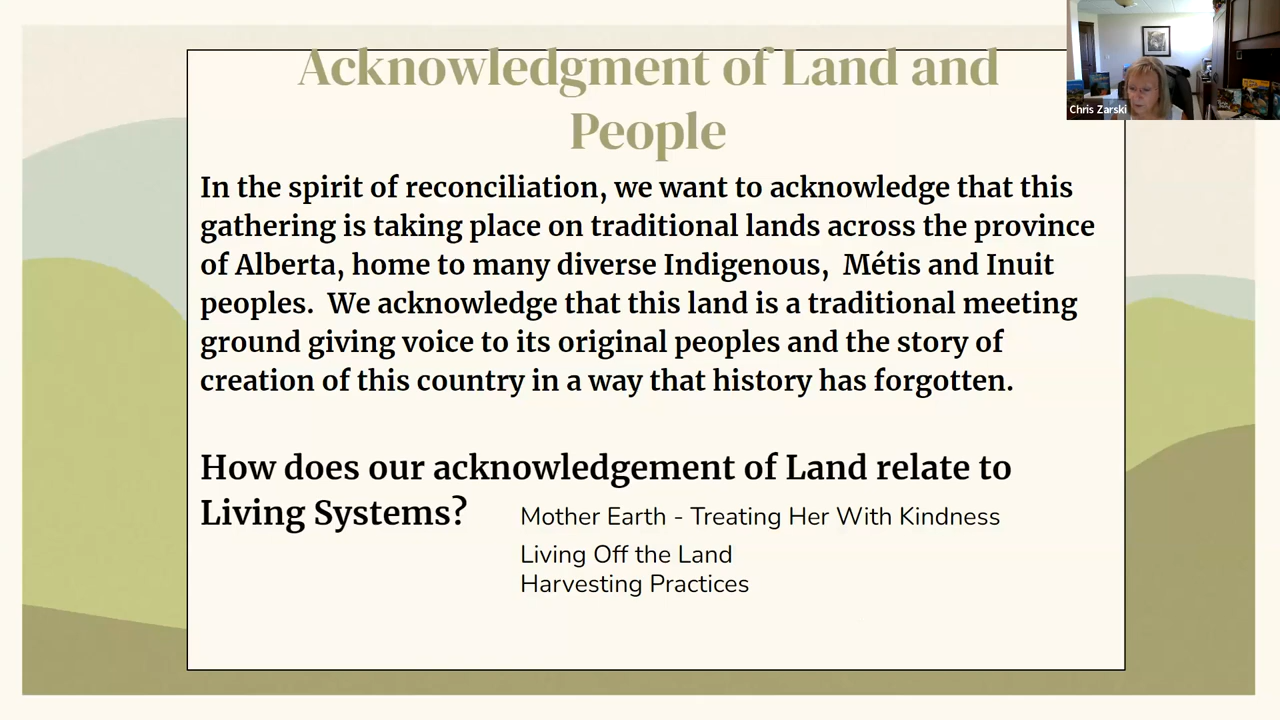 Acknowledgment of Land and
People
Chris Zarski
In the spirit of reconciliation, we want to acknowledge that this
gathering is taking place on traditional lands across the province
of Alberta, home to many diverse Indigenous,  Métis and Inuit
peoples.  We acknowledge that this land is a traditional meeting
ground giving voice to its original peoples and the story of
creation of this country in a way that history has forgotten.
How does our acknowledgement of Land relate to
Living Systems?
Mother Earth - Treating Her With Kindness
Living Off the Land
Harvesting Practices